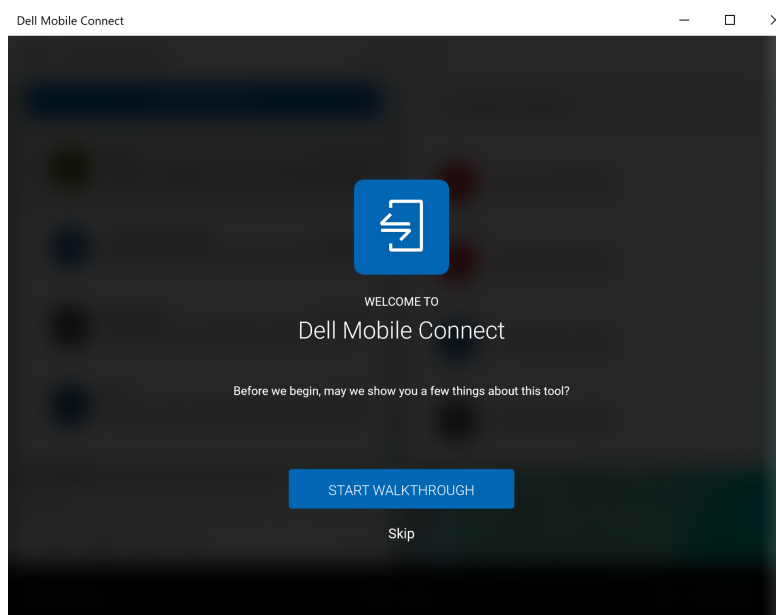 Dell Mobile Connect
WELCOME TO
Dell Mobile Connect
Before we begin, may we show you a few things about this tool?
START WALKTHROUGH
Skip